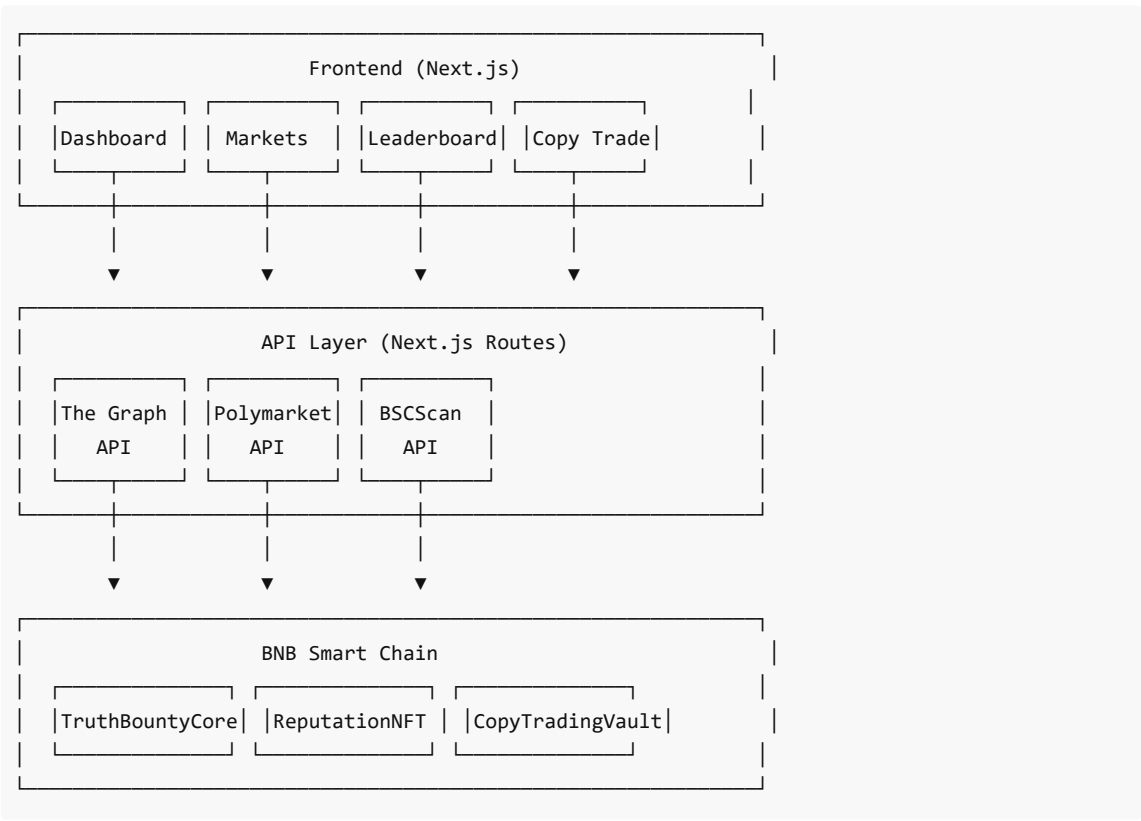 Frontend (Next.js)
Dashboard Markets Leaderboard Copy Trade
API Layer (Next.js Routes)
The Graph Polymarket BSCScan
API API API
BNB Smart Chain
TruthBountyCore ReputationNFT CopyTradingVault